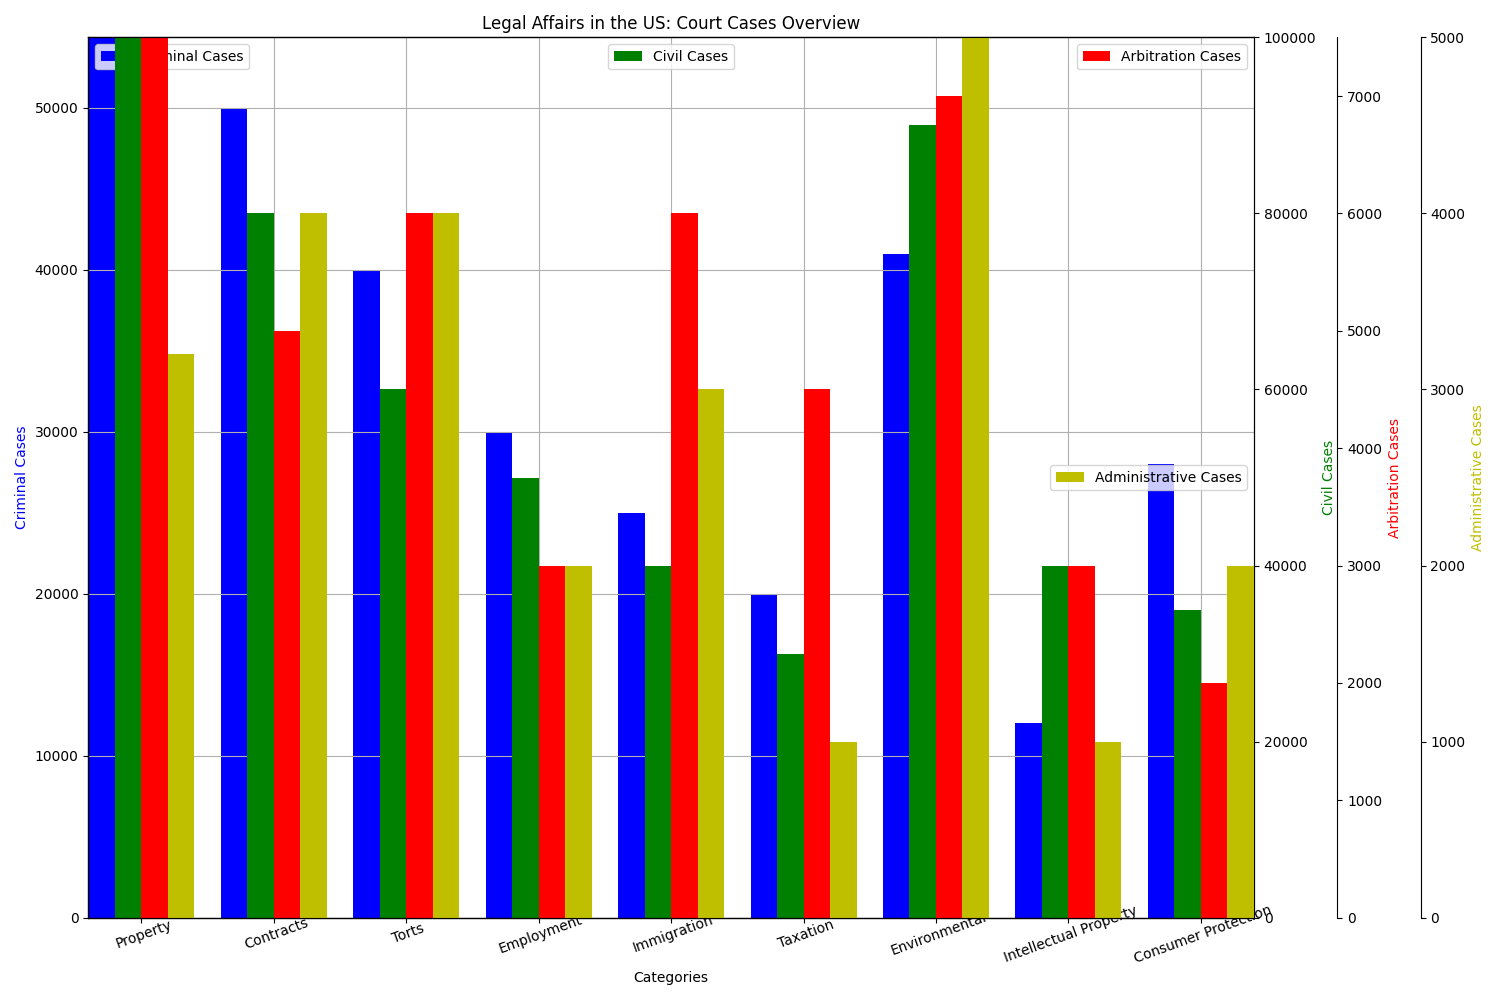 Legal Affairs in the US: Court Cases Overview
minal Cases
Civil Cases
Arbitration Cases
Administrative Cases
50000
40000
30000
20000
10000
0
Criminal Cases
100000
80000
60000
40000
20000
0
Civil Cases
7000
6000
5000
4000
3000
2000
1000
0
Arbitration Cases
5000
4000
3000
2000
1000
0
Administrative Cases
Property
Contracts
Torts
Employment
Immigration
Taxation
Environmental
Intellectual Property
Consumer Protection
Categories